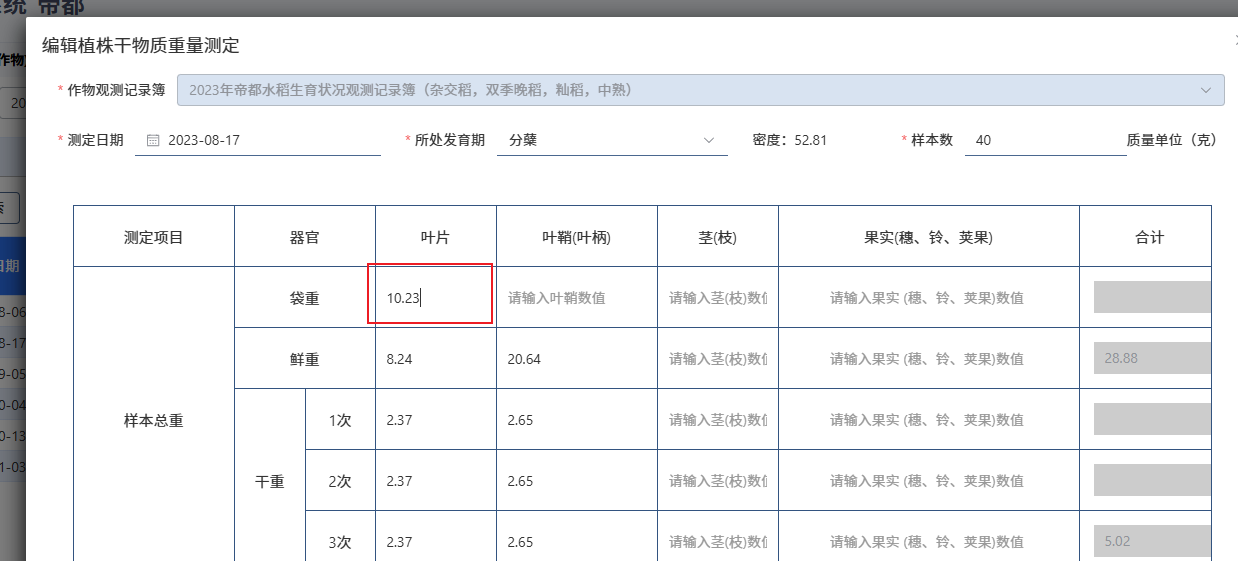 系统 帝都
编辑植株干物质重量测定
作物
* 作物观测记录簿 2023年帝都水稻生育状况观测记录簿（杂交稻，双季晚稻，籼稻，中熟）
20
* 测定日期 2023-08-17 * 所处发育期 分蘖 密度：52.81 * 样本数 40 质量单位（克）
测定项目 器官 叶片 叶鞘(叶柄) 茎(枝) 果实(穗、铃、荚果) 合计
日期
袋重 10.23 请输入叶鞘数值 请输入茎(枝)数值 请输入果实 (穗、铃、荚果)数值
8-06
8-17
鲜重 8.24 20.64 请输入茎(枝)数值 请输入果实 (穗、铃、荚果)数值 28.88
9-05
0-04
样本总重 1次 2.37 2.65 请输入茎(枝)数值 请输入果实 (穗、铃、荚果)数值
0-13
1-03
干重 2次 2.37 2.65 请输入茎(枝)数值 请输入果实 (穗、铃、荚果)数值
3次 2.37 2.65 请输入茎(枝)数值 请输入果实 (穗、铃、荚果)数值 5.02